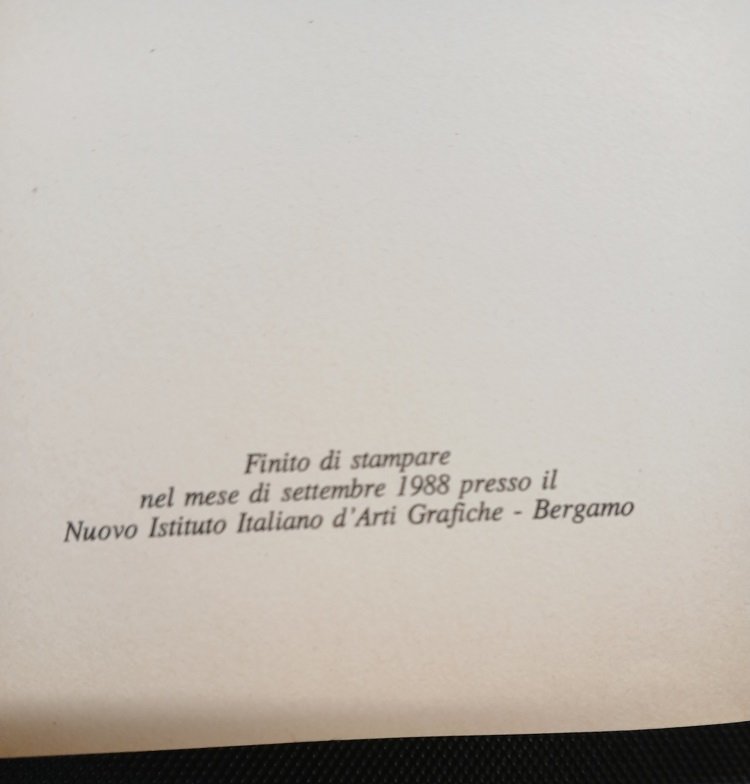 Finito di stampare
nel mese di settembre 1988 presso il
Nuovo Istituto Italiano d'Arti Grafiche - Bergamo